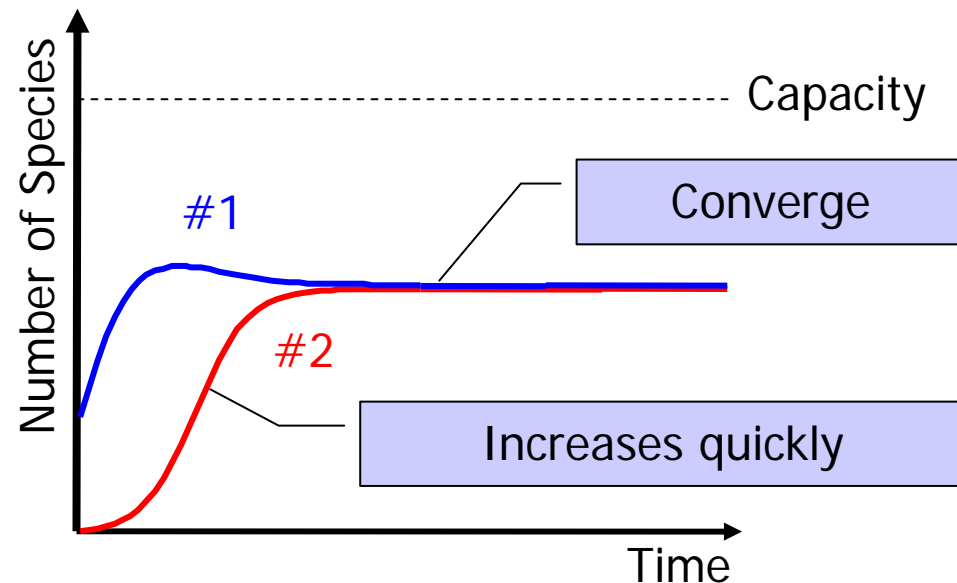 Number of Species
Capacity
Converge
#1
#2
Increases quickly
Time